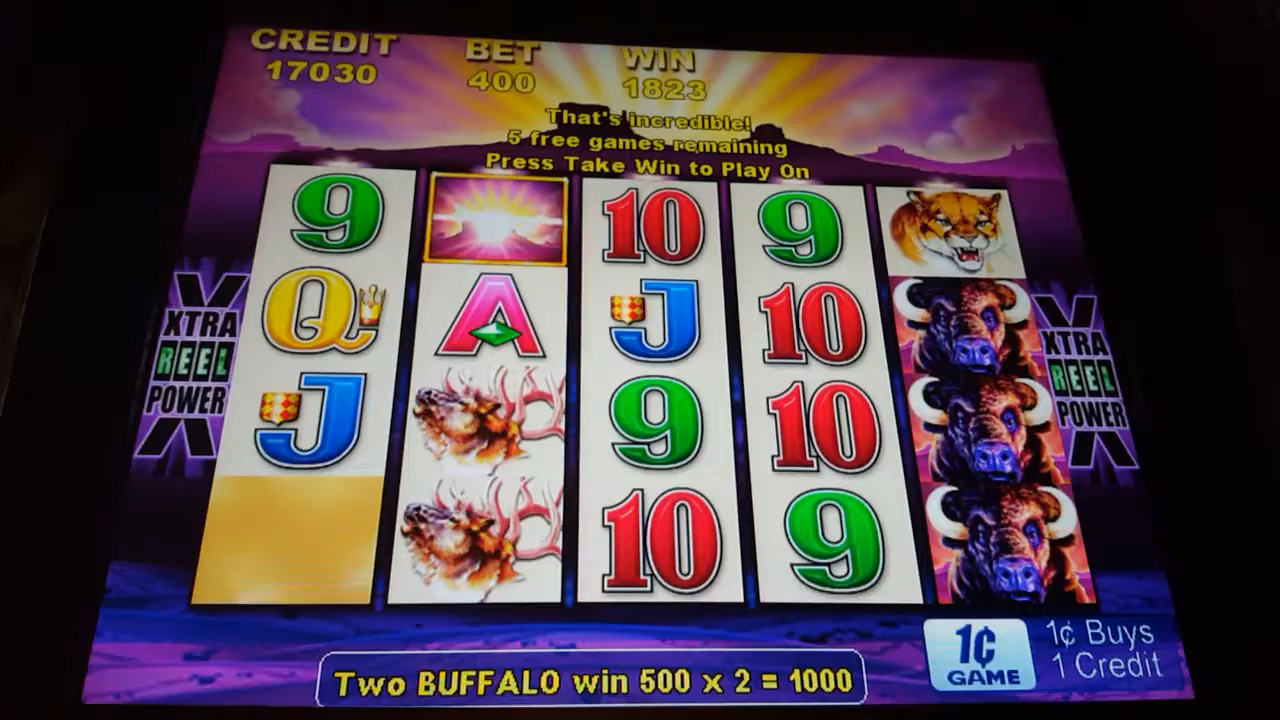 CREDIT BET WIN
17030 400 1823
That's incredible!
5 free games remaining
Press Take Win to Play On
9 10 9
Q A J 10
J 9 10
10 9
XTRA
REEL
POWER
XTRA
REEL
POWER
1¢
GAME
1¢ Buys
1 Credit
Two BUFFALO win 500 x 2 = 1000